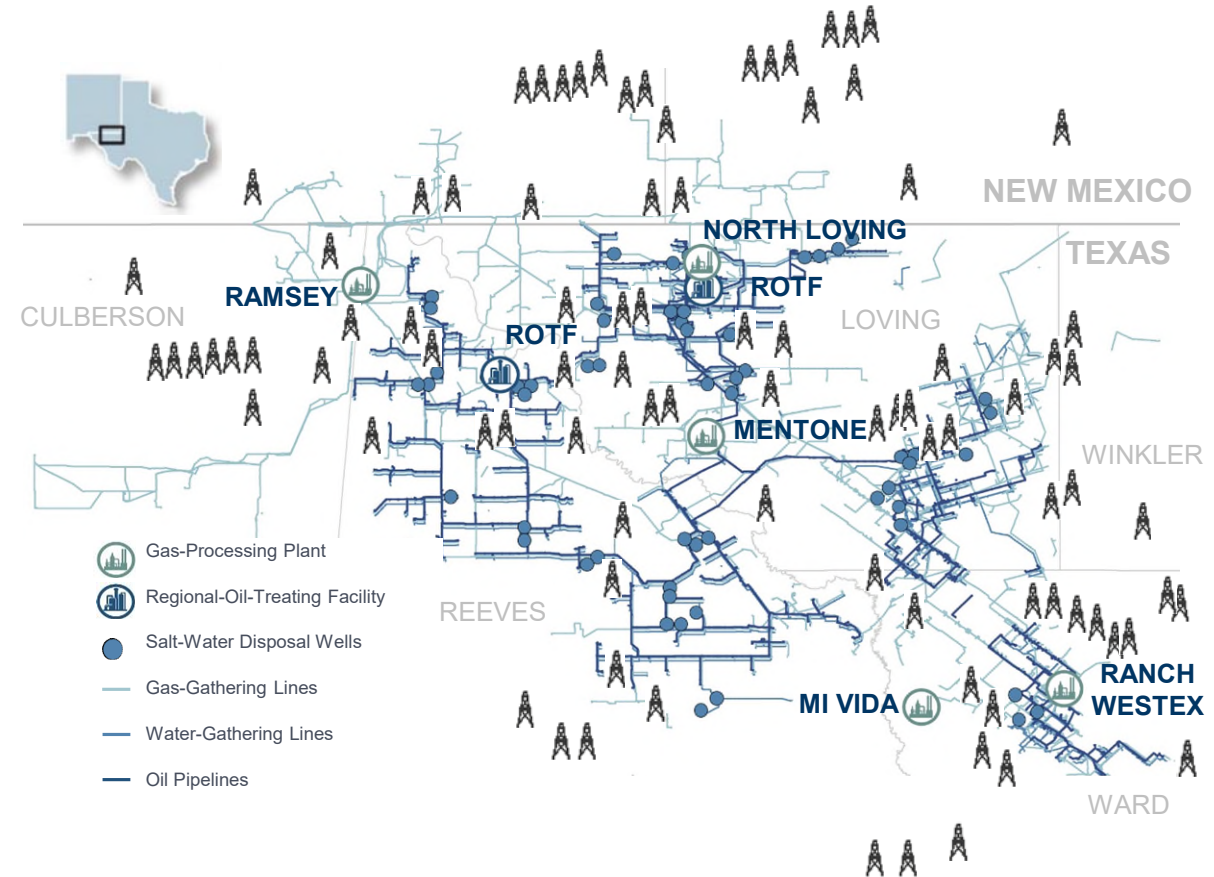 NEW MEXICO
NORTH LOVING
TEXAS
RAMSEY
ROTF
CULBERSON
LOVING
ROTF
MENTONE
WINKLER
Gas-Processing Plant
Regional-Oil-Treating Facility
REEVES
Salt-Water Disposal Wells
Gas-Gathering Lines
RANCH
WESTEX
MI VIDA
Water-Gathering Lines
Oil Pipelines
WARD